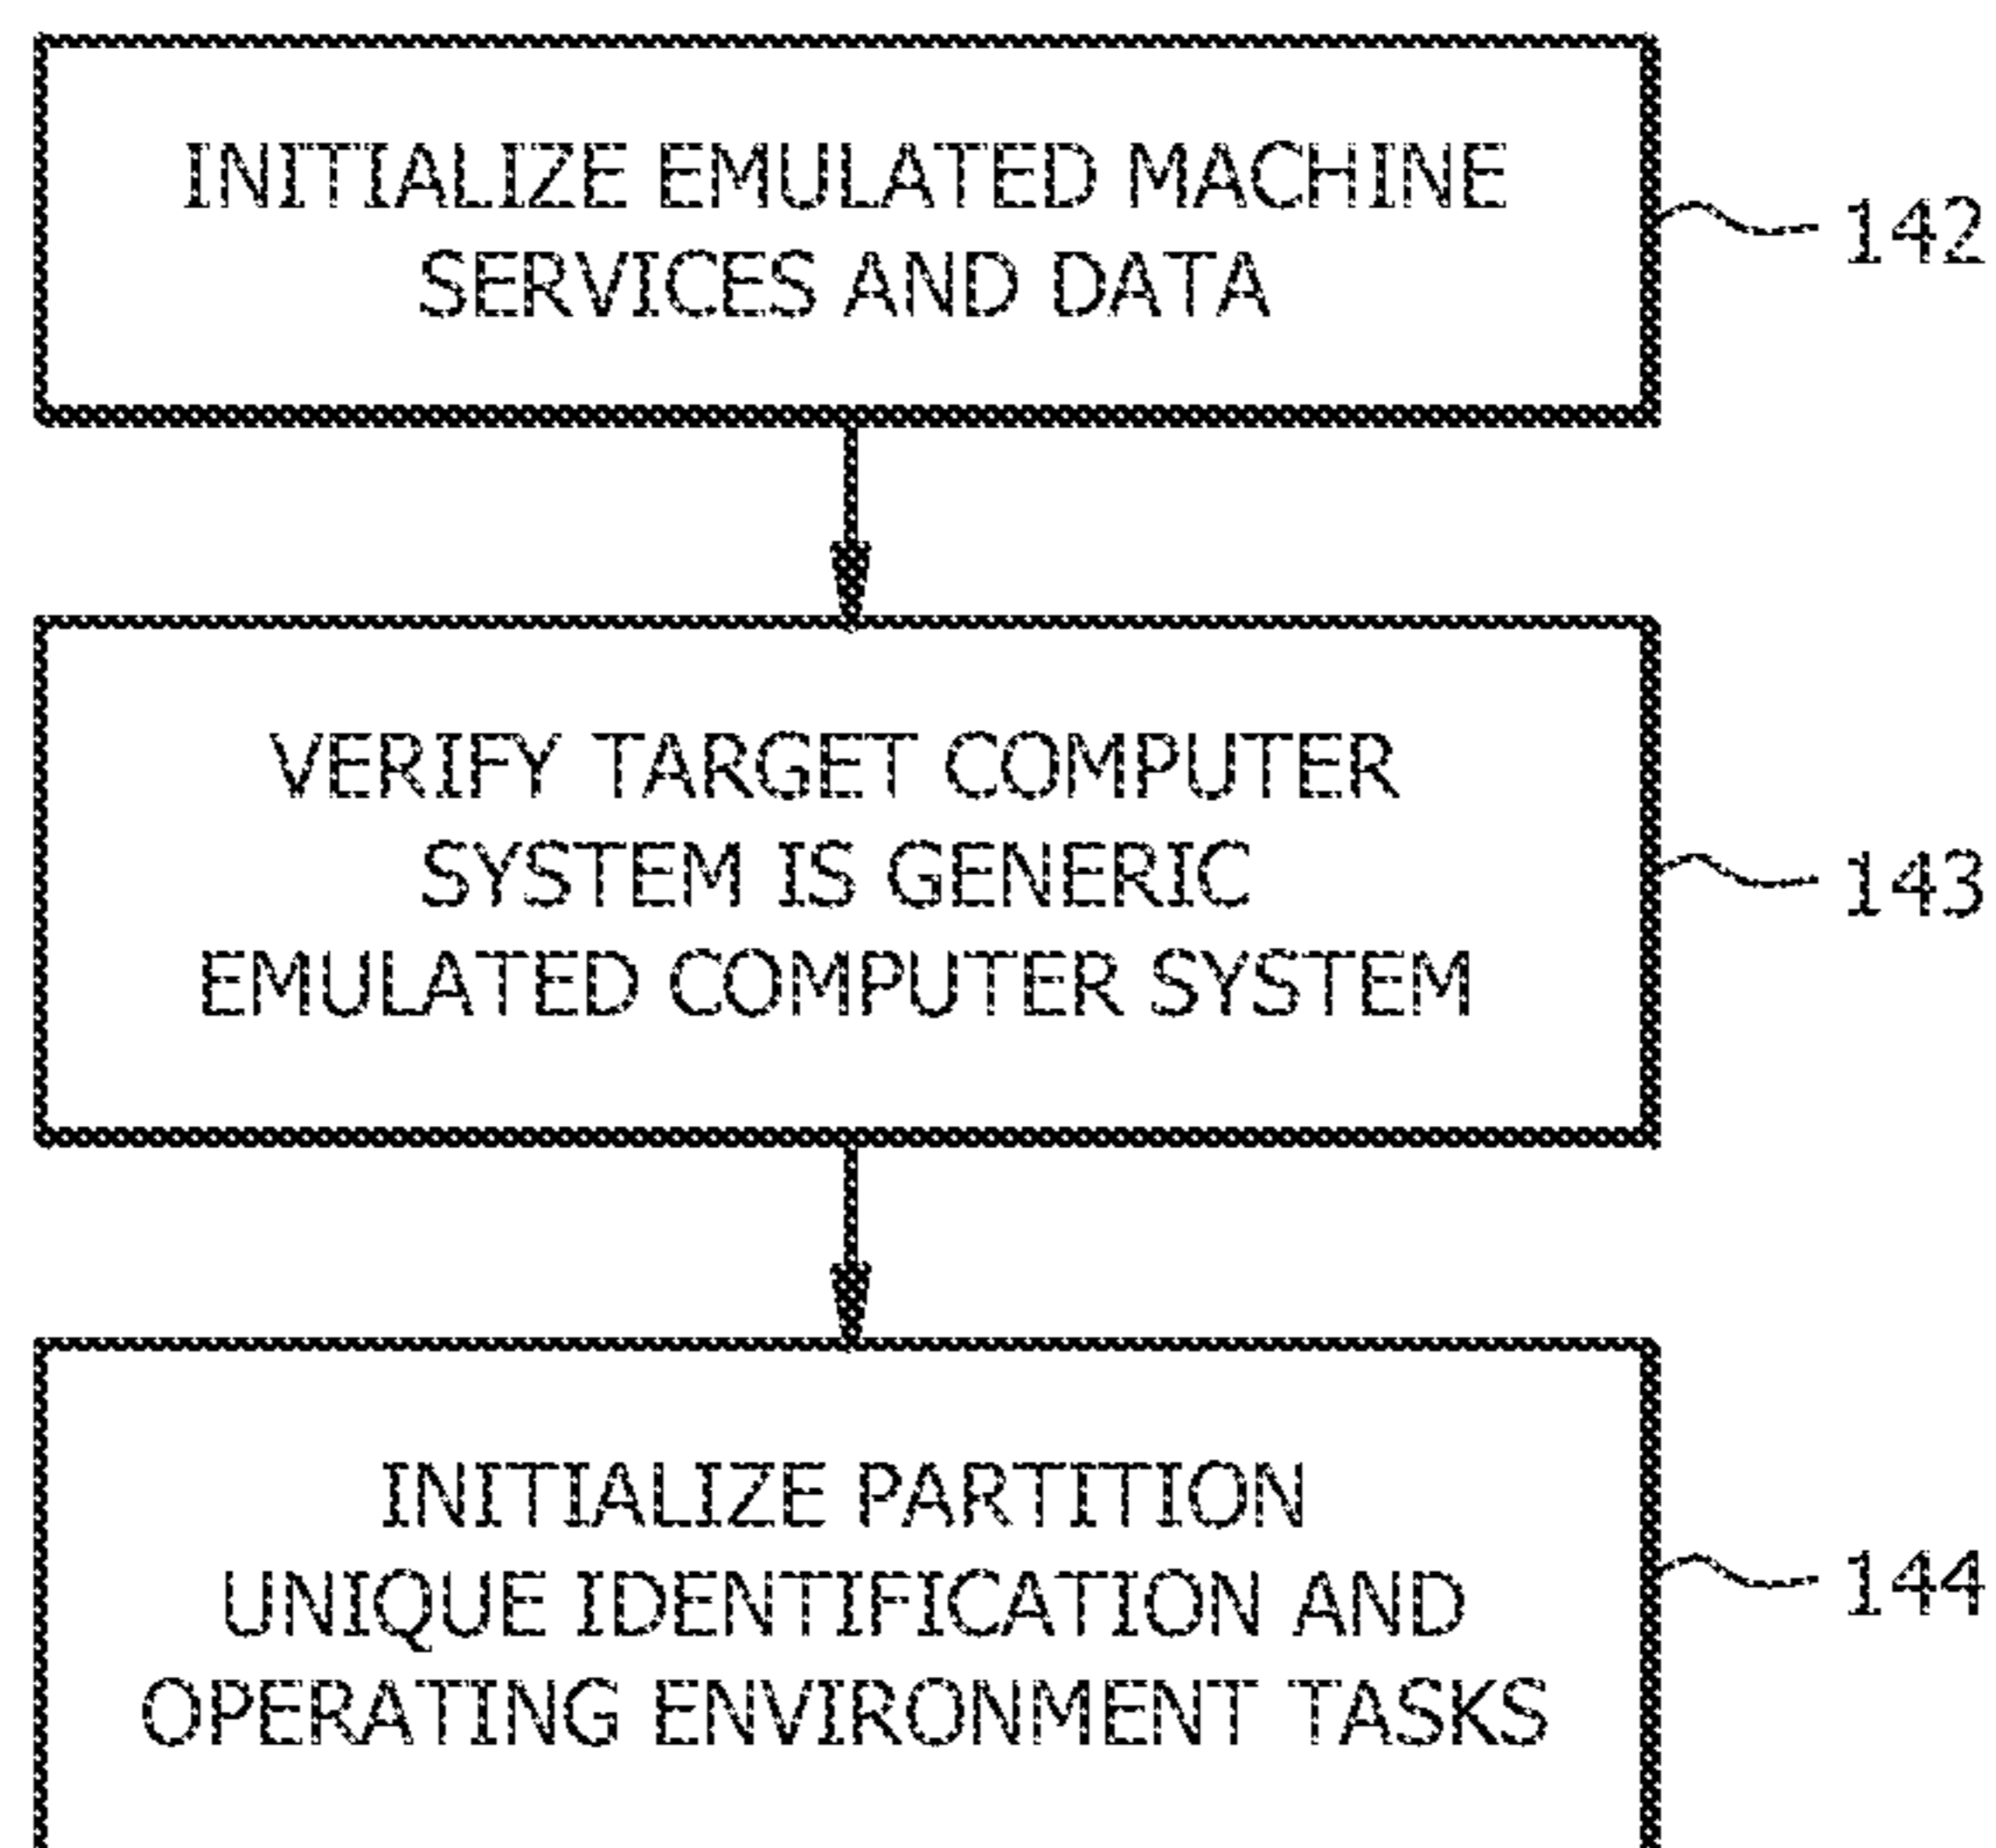 INITIALIZE EMULATED MACHINE
SERVICES AND DATA
142
VERIFY TARGET COMPUTER
SYSTEM IS GENERIC
EMULATED COMPUTER SYSTEM
143
INITIALIZE PARTITION
UNIQUE IDENTIFICATION AND
OPERATING ENVIRONMENT TASKS
144